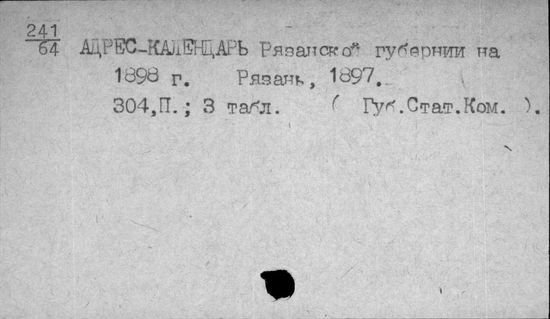 241
64
АДРЕС-КАЛЕНДАРЬ Рязанской губернии на
1898 г. Рязань, 1897.
304,П.; 3 табл. ( Губ.Стат.Ком. ).